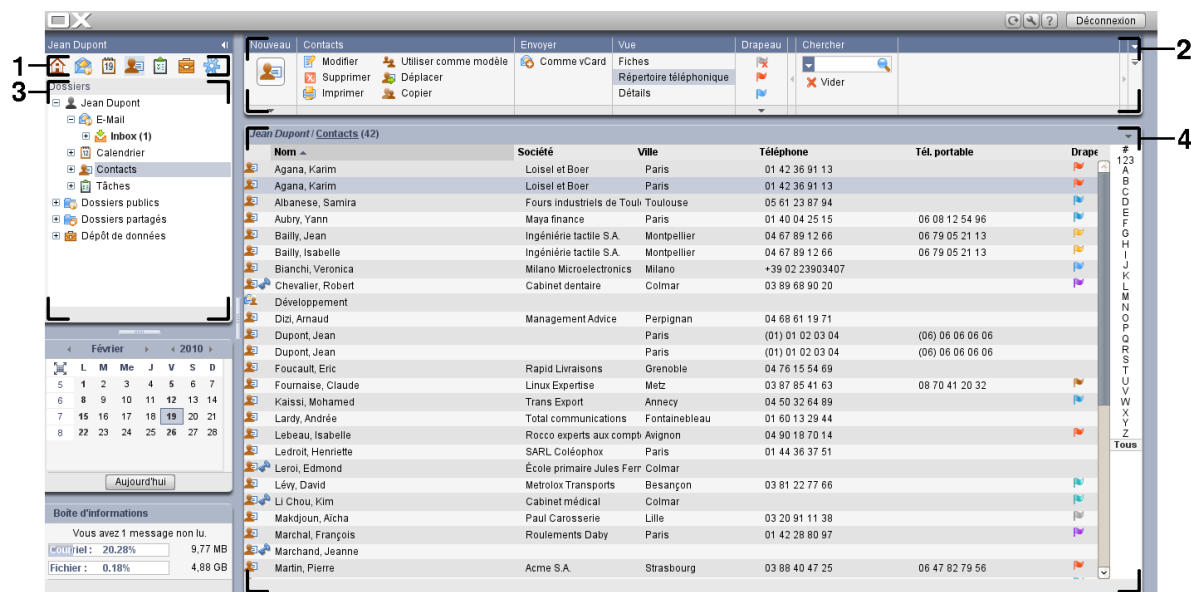 OX
Déconnexion
Jean Dupont
1
3
Dossiers
Jean Dupont
E-Mail
Inbox (1)
Calendrier
Contacts
Tâches
Dossiers publics
Dossiers partagés
Dépôt de données
Février 2010
L M Me J V S D
5 1 2 3 4 5 6 7
6 8 9 10 11 12 13 14
7 15 16 17 18 19 20 21
8 22 23 24 25 26 27 28
Aujourd'hui
Boîte d'informations
Vous avez 1 message non lu.
Courriel : 20.28% 9,77 MB
Fichier : 0.18% 4,88 GB
Nouveau Contacts Envoyer Vue Drapeau Chercher
2
Modifier Utiliser comme modèle Comme vCard Fiches
Supprimer Déplacer Répertoire téléphonique Vider
Imprimer Copier Détails
Jean Dupont / Contacts (42)
4
Nom Société Ville Téléphone Tél. portable Drape
Agana, Karim Loisel et Boer Paris 01 42 36 91 13
Agana, Karim Loisel et Boer Paris 01 42 36 91 13
Albanese, Samira Fours industriels de Toul Toulouse 05 61 23 87 94
Aubry, Yann Maya finance Paris 01 40 04 25 15 06 08 12 54 96
Bailly, Jean Ingéniérie tactile S.A. Montpellier 04 67 89 12 66 06 79 05 21 13
Bailly, Isabelle Ingéniérie tactile S.A. Montpellier 04 67 89 12 66 06 79 05 21 13
Bianchi, Veronica Milano Microelectronics Milano +39 02 23903407
Chevalier, Robert Cabinet dentaire Colmar 03 89 68 90 20
Développement
Dizi, Arnaud Management Advice Perpignan 04 68 61 19 71
Dupont, Jean Paris (01) 01 02 03 04 (06) 06 06 06 06
Dupont, Jean Paris (01) 01 02 03 04 (06) 06 06 06 06
Foucault, Eric Rapid Livraisons Grenoble 04 76 15 54 69
Fournaise, Claude Linux Expertise Metz 03 87 85 41 63 08 70 41 20 32
Kaissi, Mohamed Trans Export Annecy 04 50 32 64 89
Lardy, Andrée Total communications Fontainebleau 01 60 13 29 44
Lebeau, Isabelle Rocco experts aux compt Avignon 04 90 18 70 14
Ledroit, Henriette SARL Coléophox Paris 01 44 36 37 51
Leroi, Edmond École primaire Jules Ferr Colmar
Lévy, David Metrolox Transports Besançon 03 81 22 77 66
Li Chou, Kim Cabinet médical Colmar
Makdjoun, Aïcha Paul Carosserie Lille 03 20 91 11 38
Marchal, François Roulements Daby Paris 01 42 28 80 97
Marchand, Jeanne
Martin, Pierre Acme S.A. Strasbourg 03 88 40 47 25 06 47 82 79 56
#
123
A
B
C
D
E
F
G
H
I
J
K
L
M
N
O
P
Q
R
S
T
U
V
W
X
Y
Z
Tous